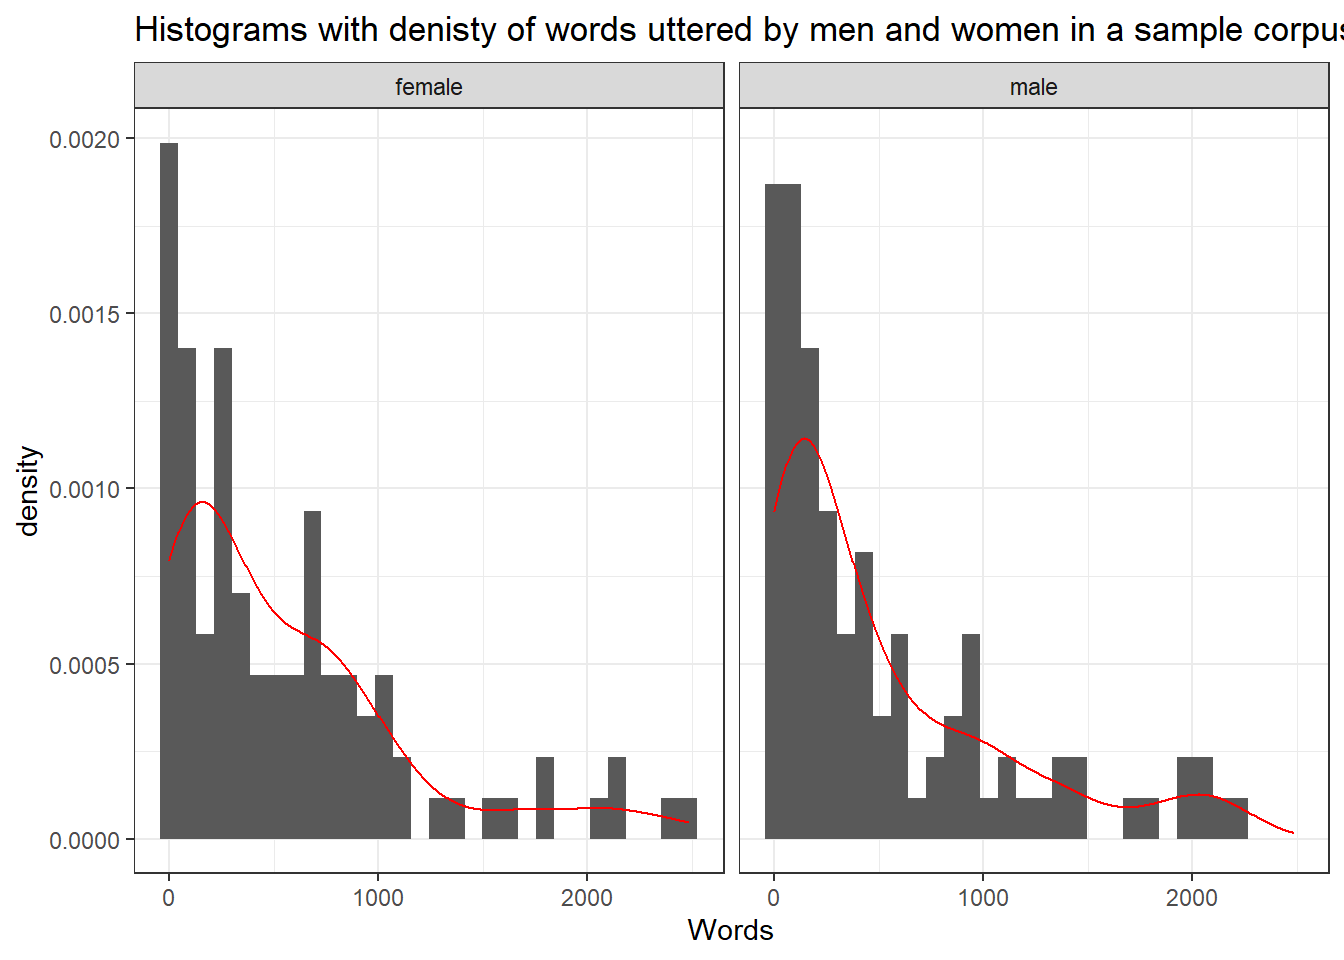 Histograms with denisty of words uttered by men and women in a sample corpus
female
male
0.0020
0.0015
0.0010
0.0005
0.0000
density
0
1000
2000
0
1000
2000
Words